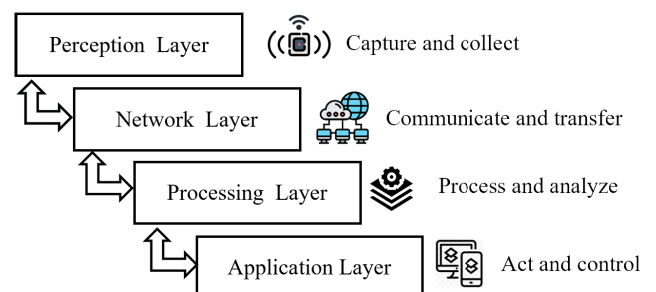 Perception Layer
Capture and collect
Network Layer
Communicate and transfer
Processing Layer
Process and analyze
Application Layer
Act and control